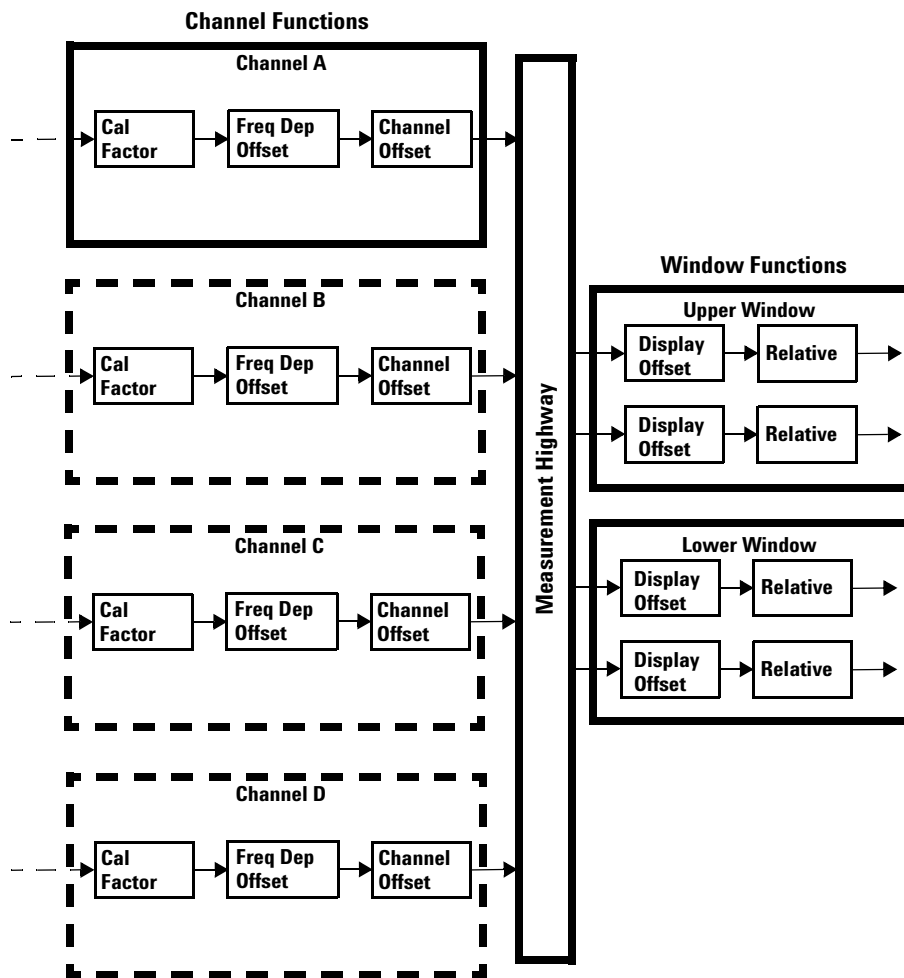 Channel Functions
Channel A
Cal
Factor
Freq Dep
Offset
Channel
Offset
Channel B
Cal
Factor
Freq Dep
Offset
Channel
Offset
Channel C
Cal
Factor
Freq Dep
Offset
Channel
Offset
Channel D
Cal
Factor
Freq Dep
Offset
Channel
Offset
Measurement Highway
Window Functions
Upper Window
Display
Offset
Relative
Display
Offset
Relative
Lower Window
Display
Offset
Relative
Display
Offset
Relative